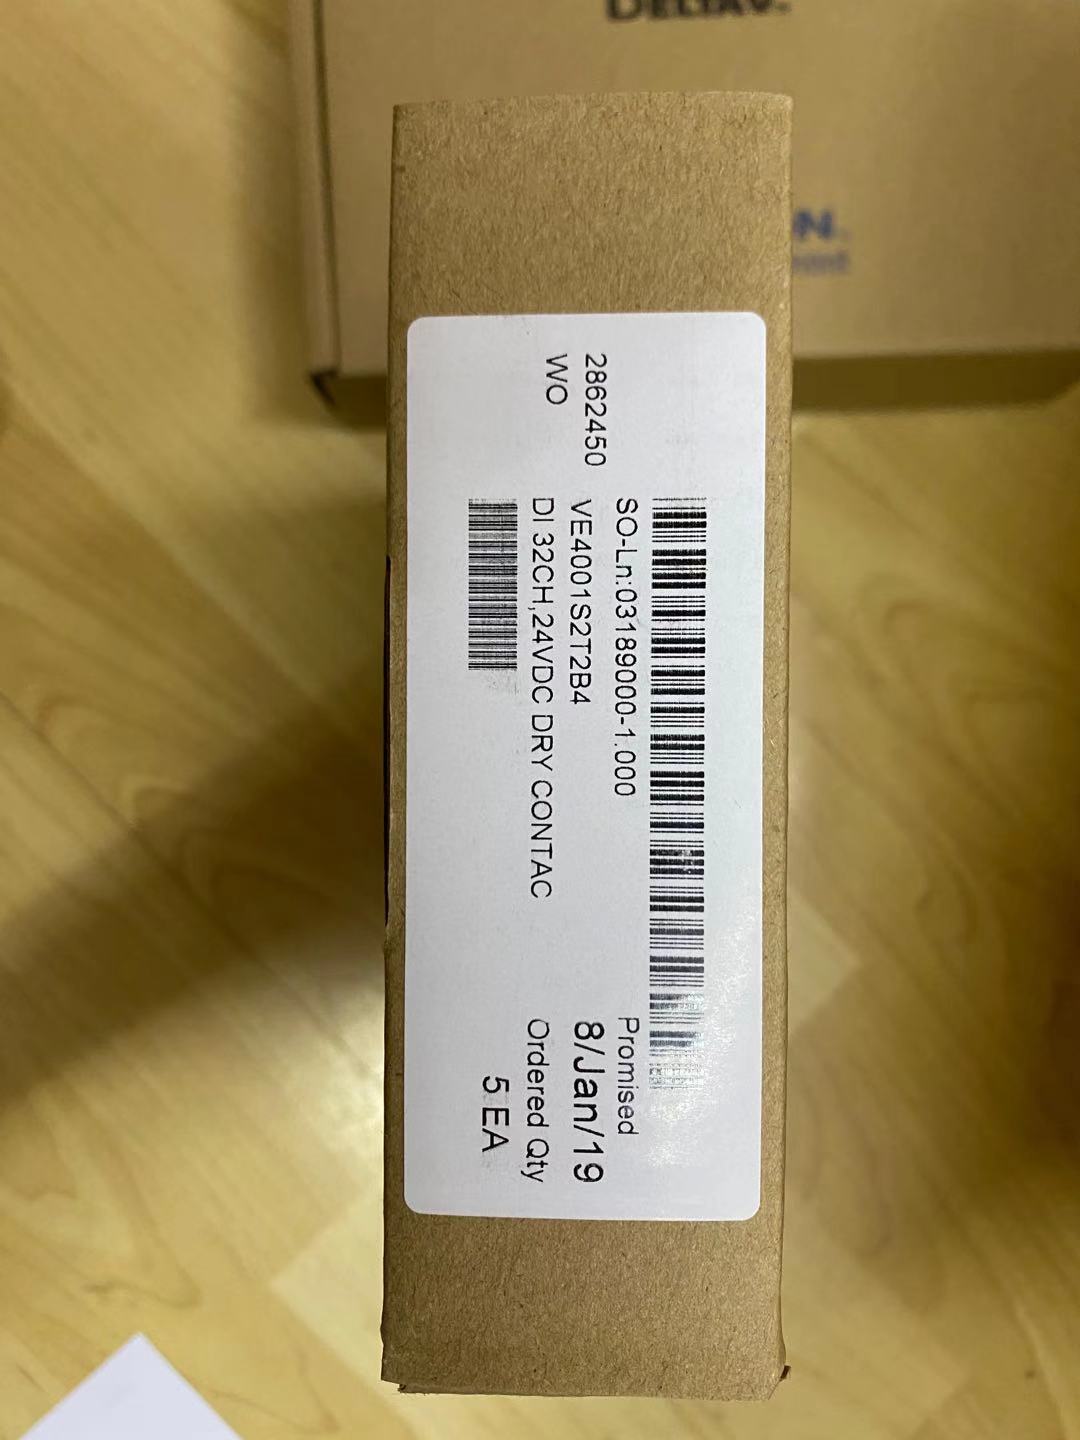 DELTAV.
N.
SO-Ln:03189000-1.000
Promised
2862450
VE4001S2T2B4
8/Jan/19
WO
DI 32CH,24VDC DRY CONTAC
Ordered Qty
5 EA